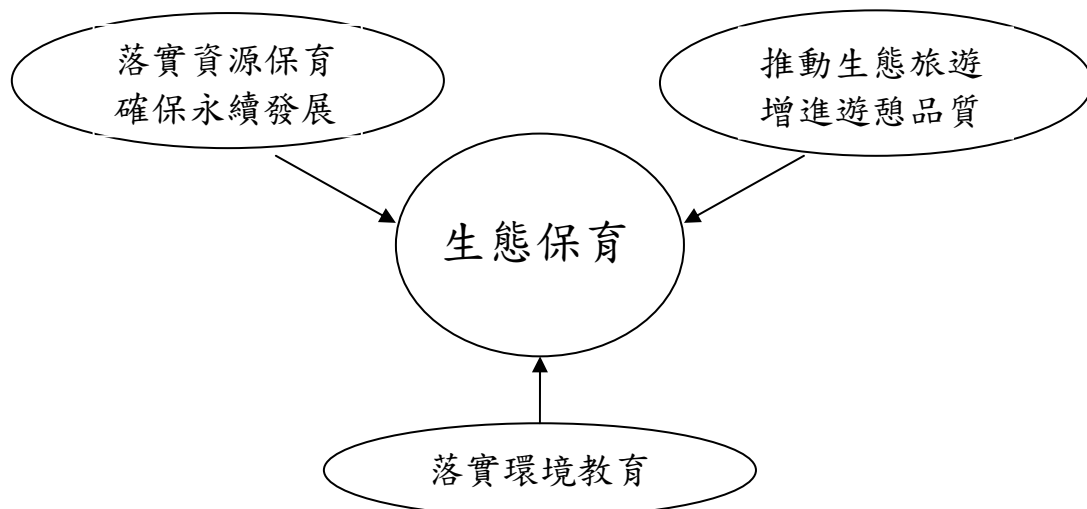 落實資源保育
確保永續發展
推動生態旅遊
增進遊憩品質
生態保育
落實環境教育